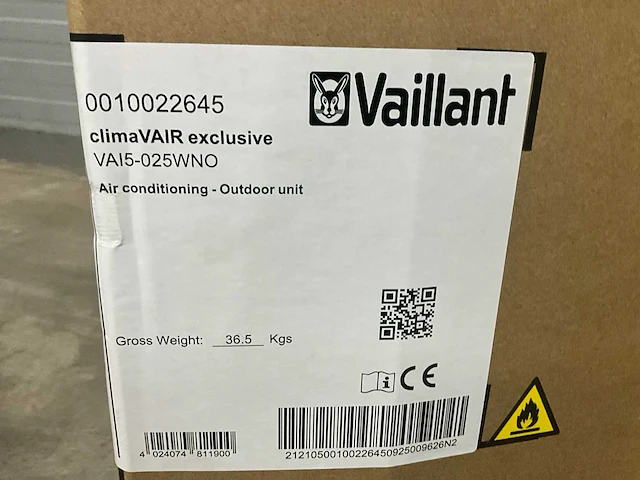 0010022645
Vaillant
climaVAIR exclusive
VAI5-025WNO
Air conditioning - Outdoor unit
Gross Weight: 36.5 Kgs
CE
4 024074 811900
21210500100226450925009626N2